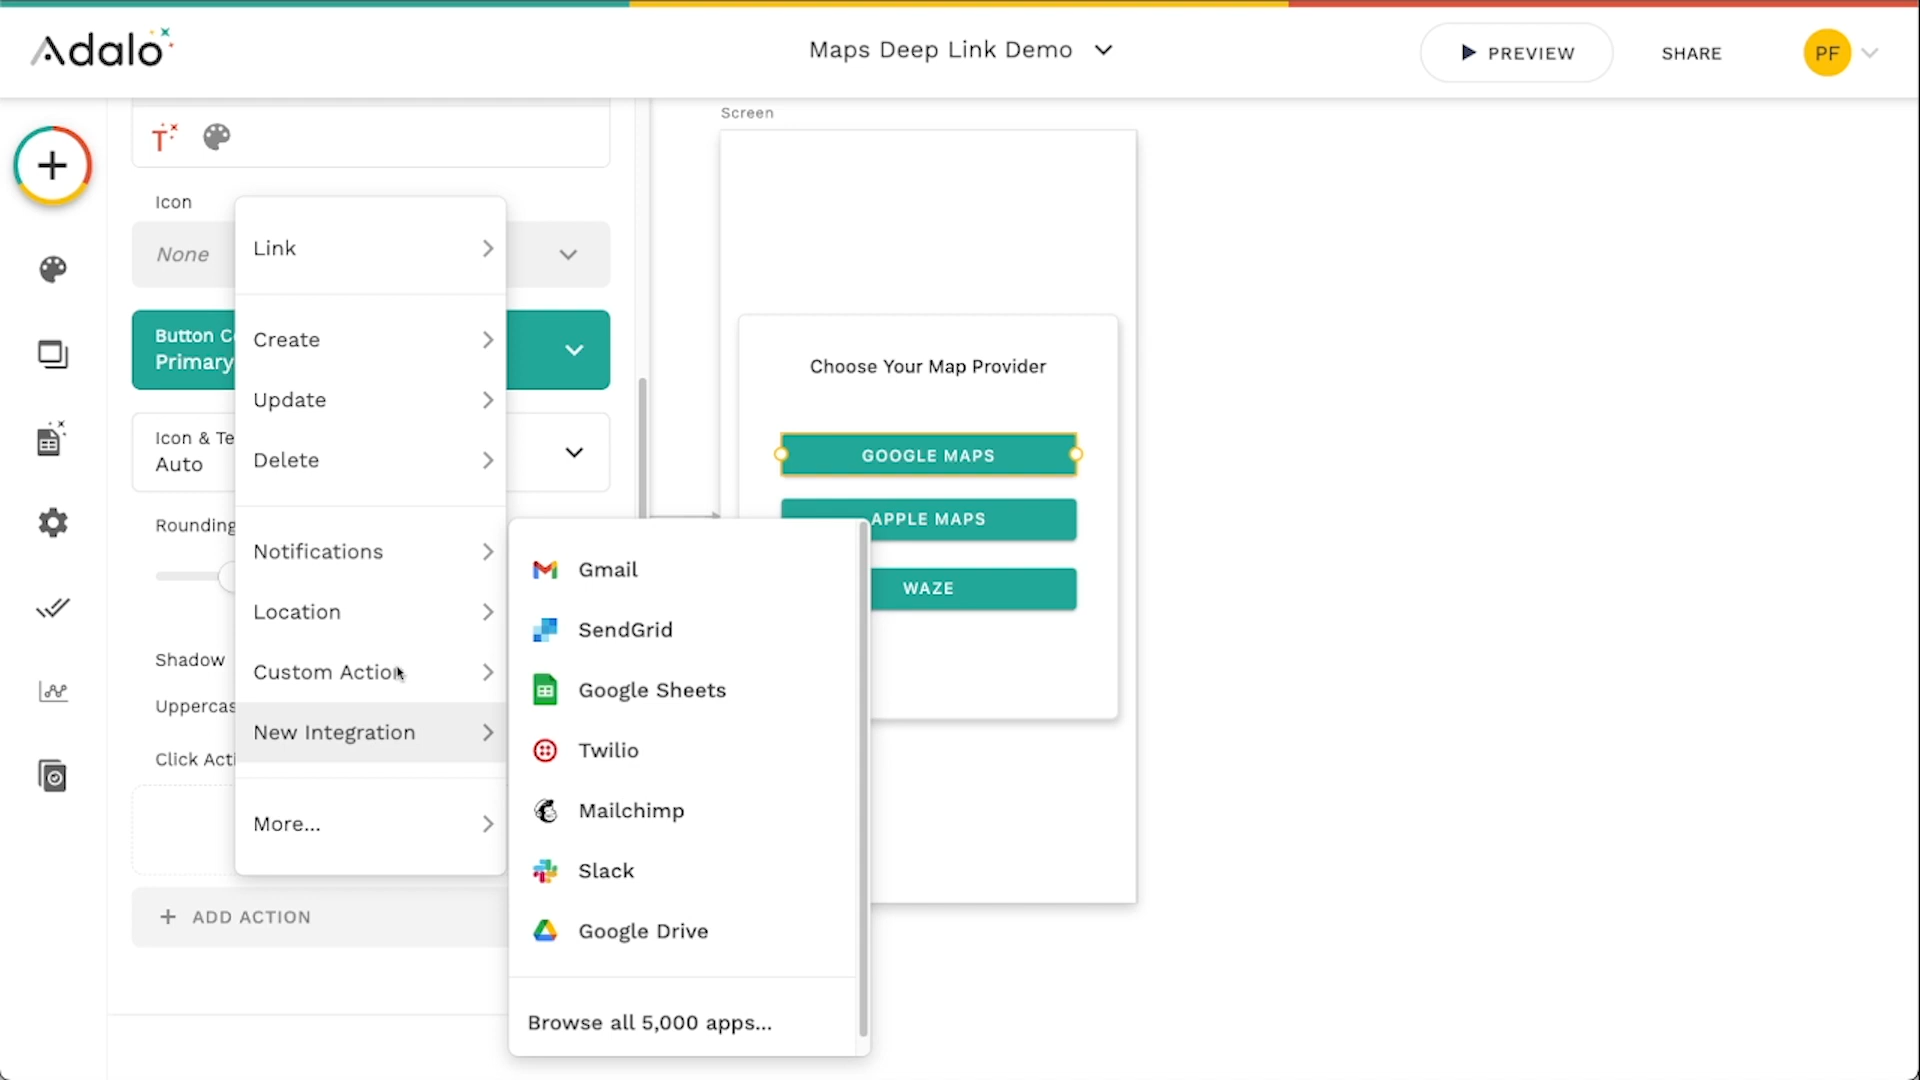 Adalo
Maps Deep Link Demo
PREVIEW
SHARE
PF
Screen
Icon
None
Button C
Primary
Icon & Te
Auto
Rounding
Shadow
Uppercas
Click Acti
ADD ACTION
Link
Create
Update
Delete
Notifications
Location
Custom Action
New Integration
More...
Gmail
SendGrid
Google Sheets
Twilio
Mailchimp
Slack
Google Drive
Browse all 5,000 apps...
Choose Your Map Provider
GOOGLE MAPS
APPLE MAPS
WAZE